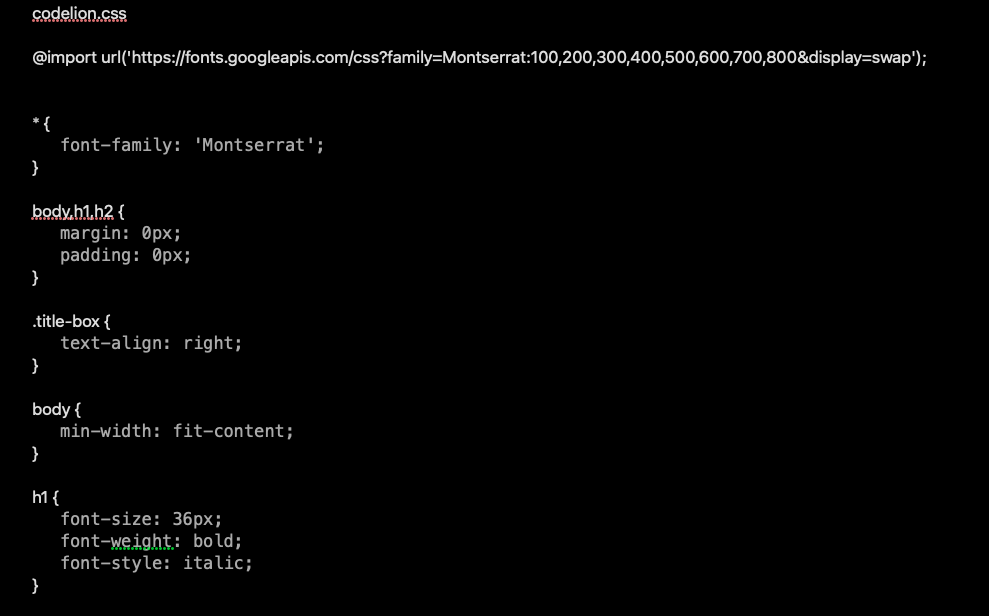 codelion.css
@import url('https://fonts.googleapis.com/css?family=Montserrat:100,200,300,400,500,600,700,800&display=swap');
* {
font-family: 'Montserrat';
}
body,h1,h2 {
margin: 0px;
padding: 0px;
}
.title-box {
text-align: right;
}
body {
min-width: fit-content;
}
h1 {
font-size: 36px;
font-weight: bold;
font-style: italic;
}